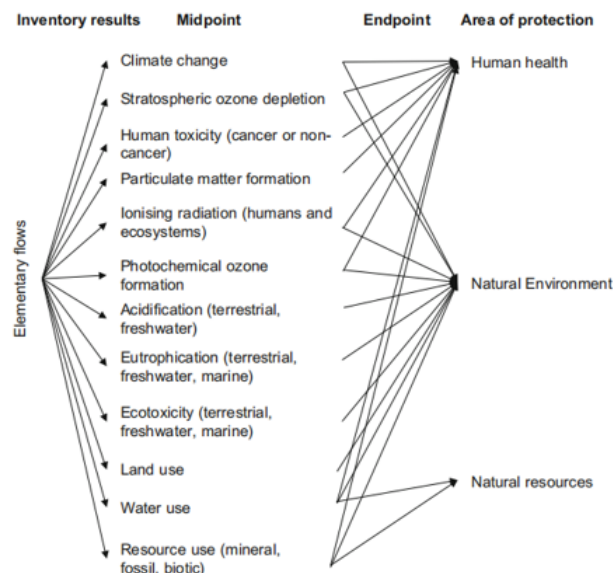 Inventory results Midpoint Endpoint Area of protection
Elementary flows
Climate change
Stratospheric ozone depletion
Human toxicity (cancer or non-
cancer)
Particulate matter formation
Ionising radiation (humans and
ecosystems)
Photochemical ozone
formation
Acidification (terrestrial,
freshwater)
Eutrophication (terrestrial,
freshwater, marine)
Ecotoxicity (terrestrial,
freshwater, marine)
Land use
Water use
Resource use (mineral,
fossil, biotic)
Human health
Natural Environment
Natural resources